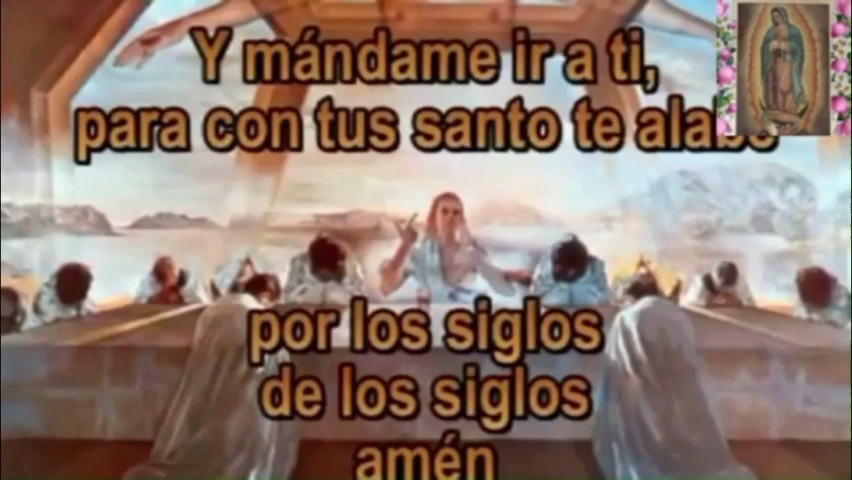 Y mándame ir a ti,
para con tus santo te alabe
por los siglos
de los siglos
amén